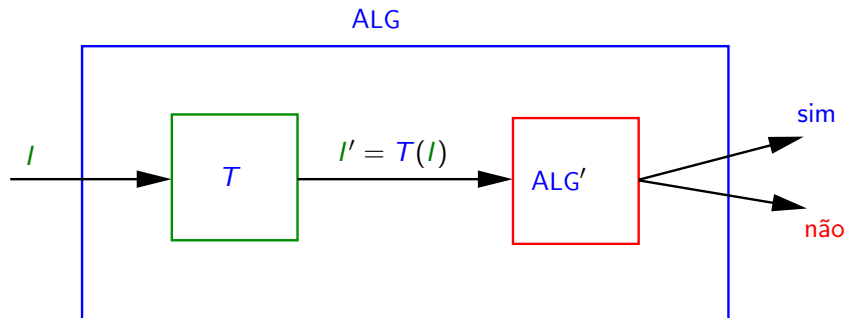 ALG
sim
I
I′ = T(I)
T
ALG′
não